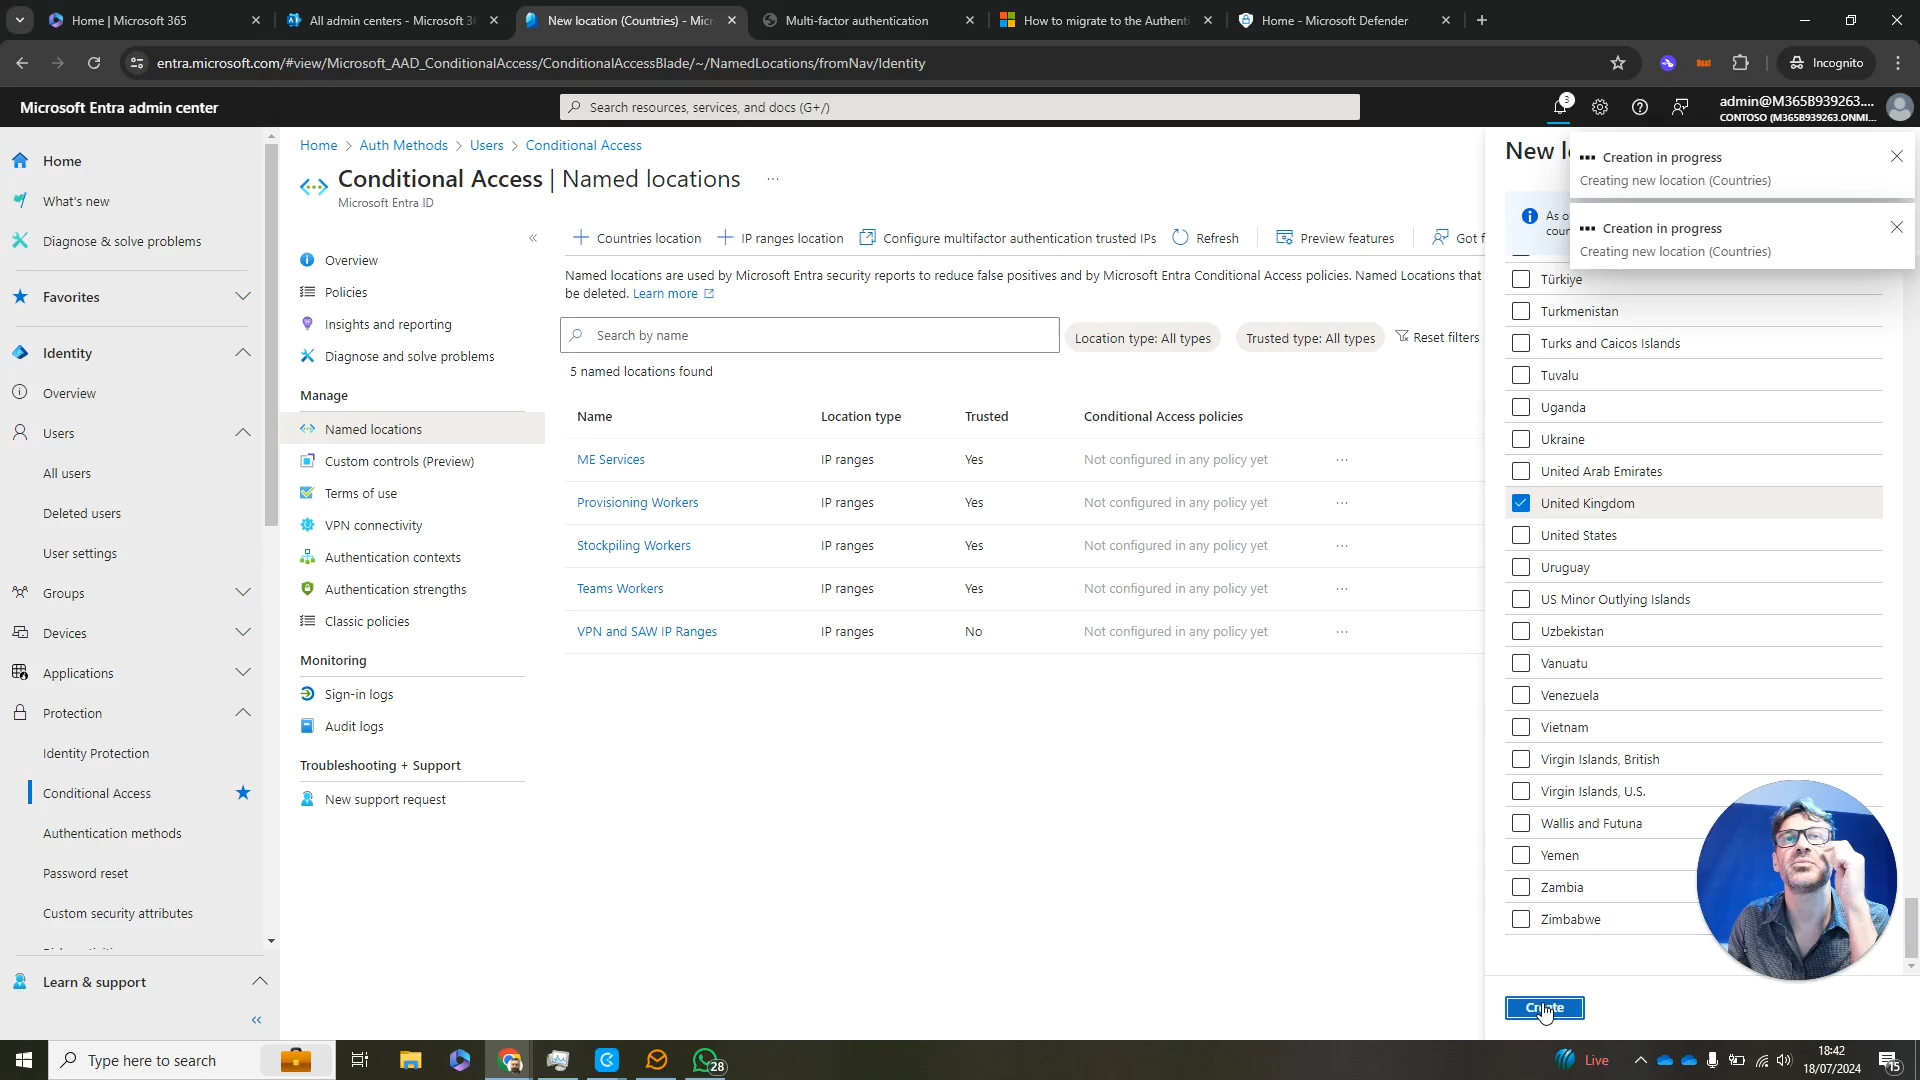 Home | Microsoft 365
All admin centers - Microsoft 36
New location (Countries) - Micr
Multi-factor authentication
How to migrate to the Authenti
Home - Microsoft Defender
entra.microsoft.com/#view/Microsoft_AAD_ConditionalAccess/ConditionalAccessBlade/~/NamedLocations/fromNav/Identity
Incognito
Microsoft Entra admin center
Search resources, services, and docs (G+/)
3
admin@M365B939263....
CONTOSO (M365B939263.ONMI...
Home
What's new
Diagnose & solve problems
Favorites
Identity
Overview
Users
All users
Deleted users
User settings
Groups
Devices
Applications
Protection
Identity Protection
Conditional Access
Authentication methods
Password reset
Custom security attributes
Learn & support
Home > Auth Methods > Users > Conditional Access
Conditional Access | Named locations
Microsoft Entra ID
Overview
Policies
Insights and reporting
Diagnose and solve problems
Manage
Named locations
Custom controls (Preview)
Terms of use
VPN connectivity
Authentication contexts
Authentication strengths
Classic policies
Monitoring
Sign-in logs
Audit logs
Troubleshooting + Support
New support request
Countries location
IP ranges location
Configure multifactor authentication trusted IPs
Refresh
Preview features
Got f
Named locations are used by Microsoft Entra security reports to reduce false positives and by Microsoft Entra Conditional Access policies. Named Locations that
be deleted. Learn more
Search by name
Location type: All types
Trusted type: All types
Reset filters
5 named locations found
Name Location type Trusted Conditional Access policies
ME Services IP ranges Yes Not configured in any policy yet
Provisioning Workers IP ranges Yes Not configured in any policy yet
Stockpiling Workers IP ranges Yes Not configured in any policy yet
Teams Workers IP ranges Yes Not configured in any policy yet
VPN and SAW IP Ranges IP ranges No Not configured in any policy yet
New l
Creation in progress
Creating new location (Countries)
Creation in progress
Creating new location (Countries)
As o
coun
Türkiye
Turkmenistan
Turks and Caicos Islands
Tuvalu
Uganda
Ukraine
United Arab Emirates
United Kingdom
United States
Uruguay
US Minor Outlying Islands
Uzbekistan
Vanuatu
Venezuela
Vietnam
Virgin Islands, British
Virgin Islands, U.S.
Wallis and Futuna
Yemen
Zambia
Zimbabwe
Create
Type here to search
28
Live
18:42
18/07/2024
15